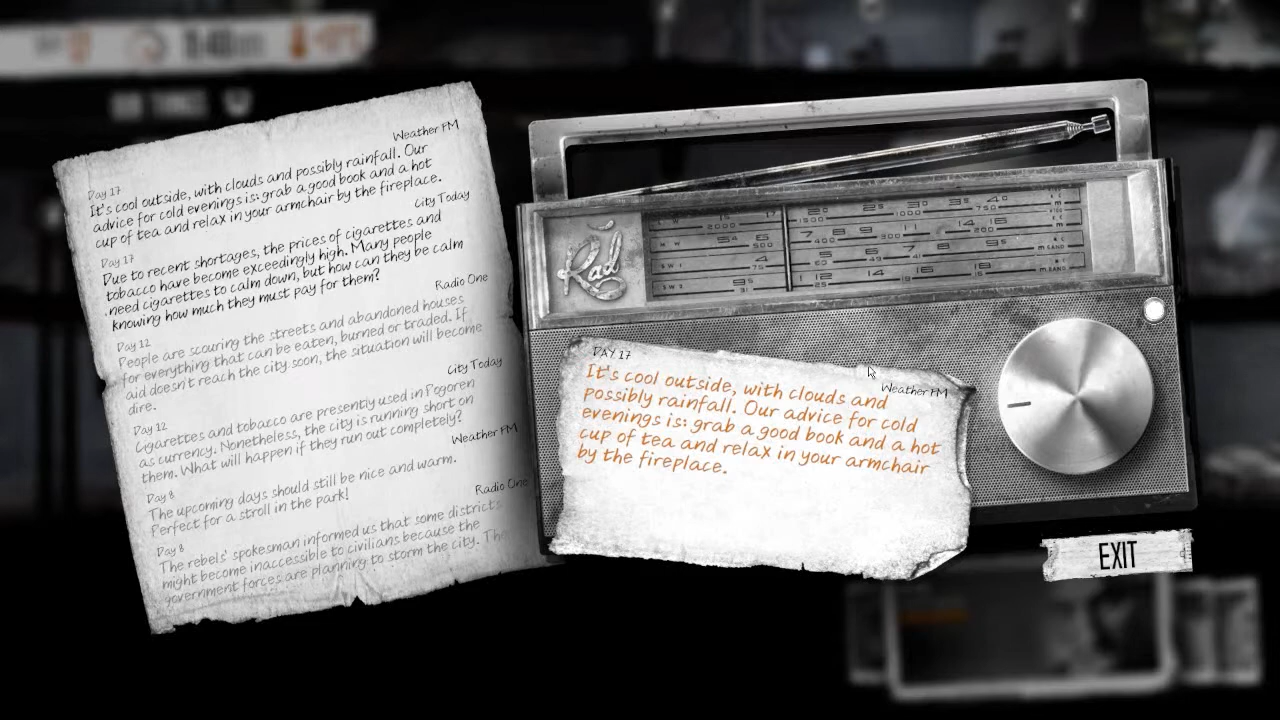 Weather FM
Day 17
It's cool outside, with clouds and possibly rainfall. Our
advice for cold evenings is: grab a good book and a hot
cup of tea and relax in your armchair by the fireplace.
City Today
Day 17
Due to recent shortages, the prices of cigarettes and
tobacco have become exceedingly high. Many people
need cigarettes to calm down, but how can they be calm
knowing how much they must pay for them?
Radio One
Day 12
People are scouring the streets and abandoned houses
for everything that can be eaten, burned or traded. If
aid doesn't reach the city soon, the situation will become
dire.
City Today
Day 12
Cigarettes and tobacco are presently used in Pogoren
as currency. Nonetheless, the city is running short on
them. What will happen if they run out completely?
Weather FM
Day 8
The upcoming days should still be nice and warm.
Perfect for a stroll in the park!
Radio One
Day 8
The rebels' spokesman informed us that some districts
might become inaccessible to civilians because the
government forces are planning to storm the city. Th
Rad
DAY 17
Weather FM
It's cool outside, with clouds and
possibly rainfall. Our advice for cold
evenings is: grab a good book and a hot
cup of tea and relax in your armchair
by the fireplace.
EXIT